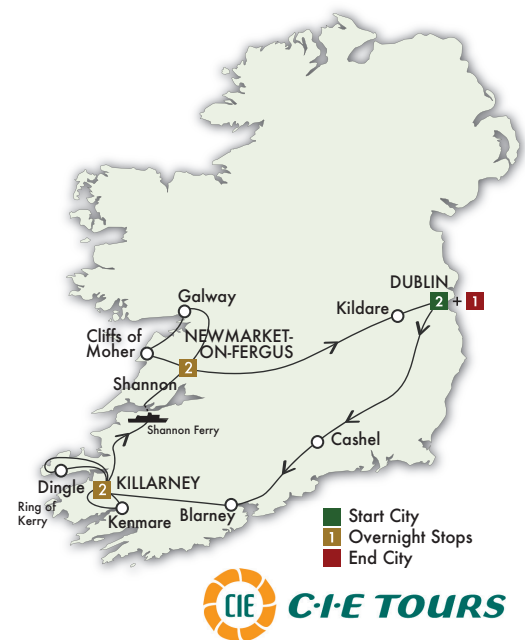 DUBLIN
2 + 1
Kildare
Galway
Cliffs of
Moher
NEWMARKET-
ON-FERGUS
2
Shannon
Shannon Ferry
Cashel
Dingle
2 KILLARNEY
Ring of
Kerry
Kenmare
Blarney
Start City
1 Overnight Stops
End City
CIE C·I·E TOURS